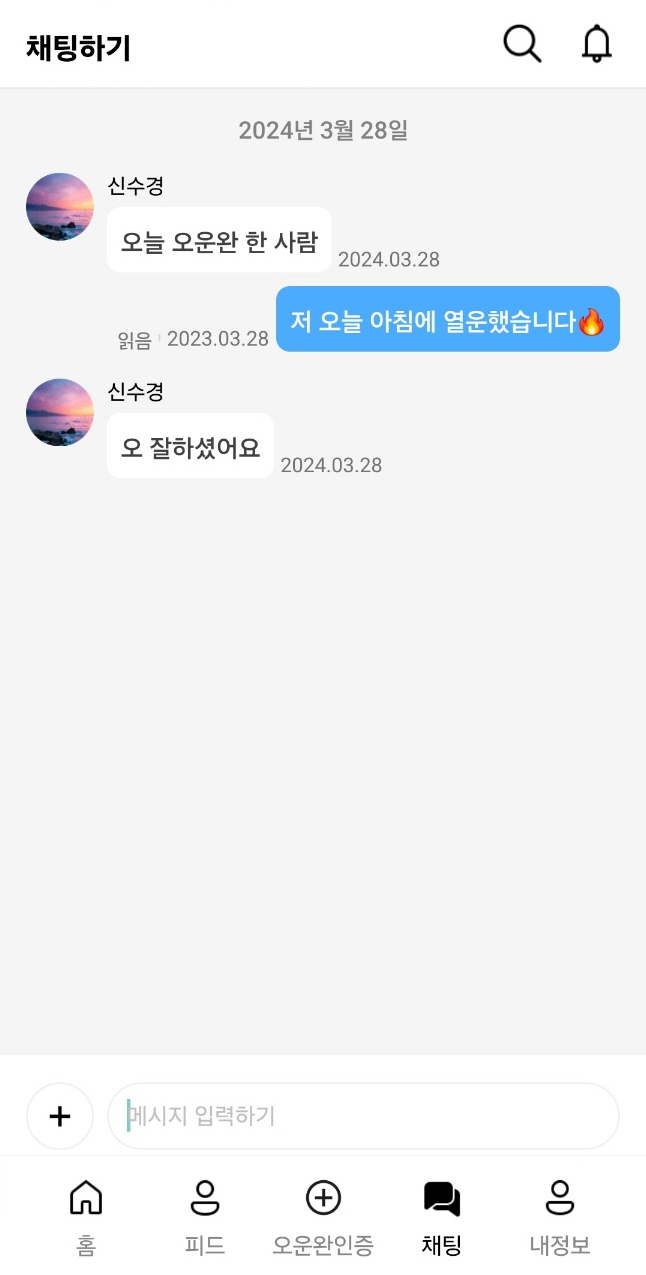 채팅하기
2024년 3월 28일
신수경
오늘 오운완 한 사람
2024.03.28
저 오늘 아침에 열운했습니다🔥
읽음 2023.03.28
신수경
오 잘하셨어요
2024.03.28
메시지 입력하기
홈 피드 오운완인증 채팅 내정보